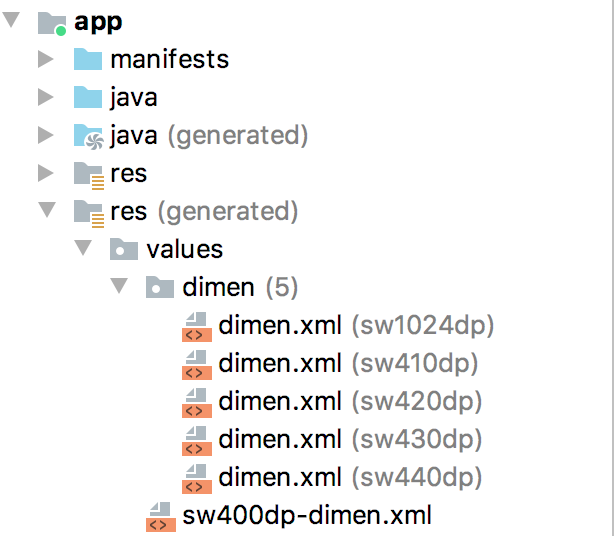 app
manifests
java
java (generated)
res
res (generated)
values
dimen (5)
dimen.xml (sw1024dp)
dimen.xml (sw410dp)
dimen.xml (sw420dp)
dimen.xml (sw430dp)
dimen.xml (sw440dp)
sw400dp-dimen.xml